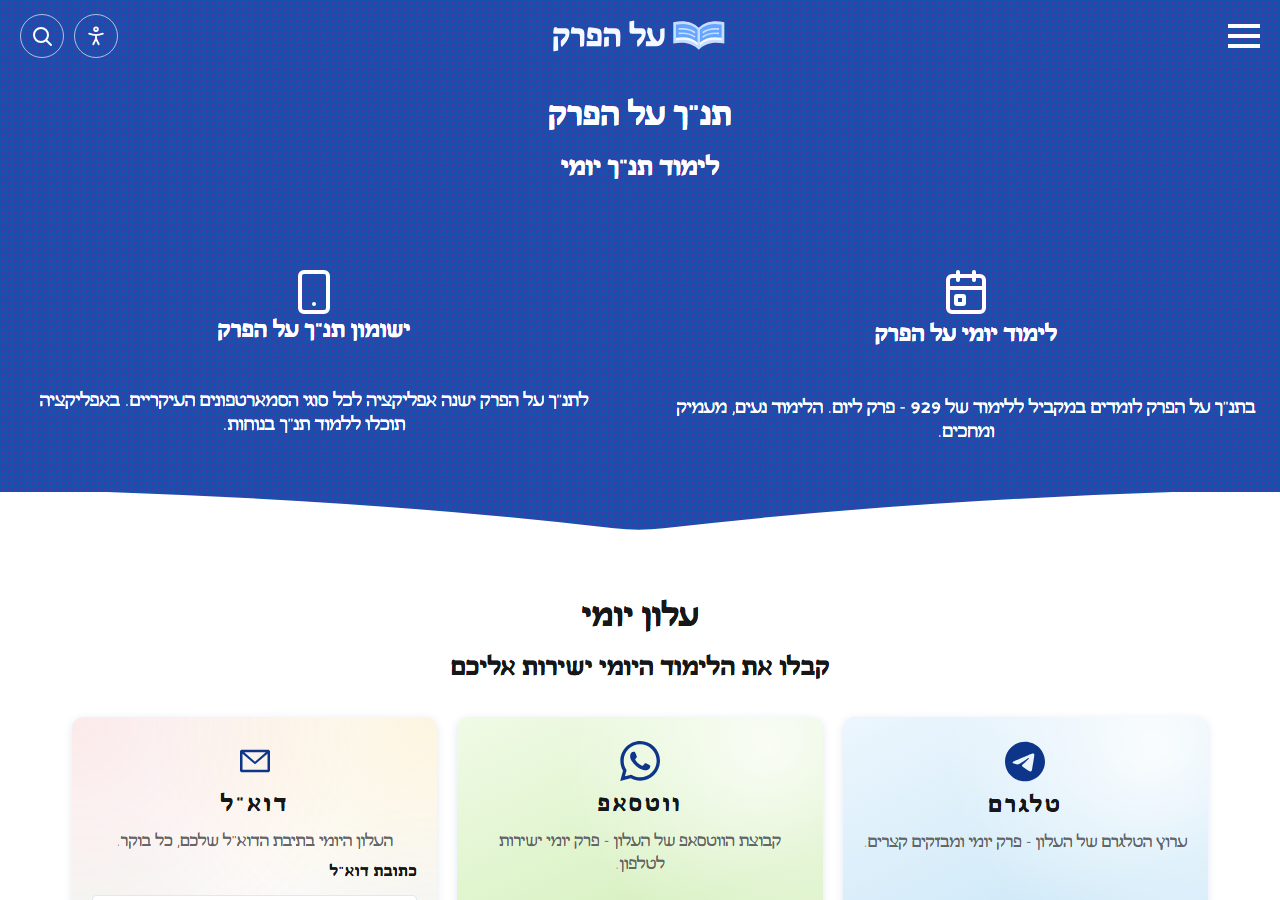 על הפרק
תנ"ך על הפרק
לימוד תנ"ך יומי
לימוד יומי על הפרק
בתנ"ך על הפרק לומדים במקביל ללימוד של 929 - פרק ליום. הלימוד נעים, מעמיק
ומחכים.
ישומון תנ"ך על הפרק
לתנ"ך על הפרק ישנה אפליקציה לכל סוגי הסמארטפונים העיקריים. באפליקציה
תוכלו ללמוד תנ"ך בנוחות.
עלון יומי
קבלו את הלימוד היומי ישירות אליכם
טלגרם
ערוץ הטלגרם של העלון - פרק יומי ומבזקים קצרים.
ווטסאפ
קבוצת הווטסאפ של העלון - פרק יומי ישירות
לטלפון.
דוא"ל
העלון היומי בתיבת הדוא"ל שלכם, כל בוקר.
כתובת דוא"ל